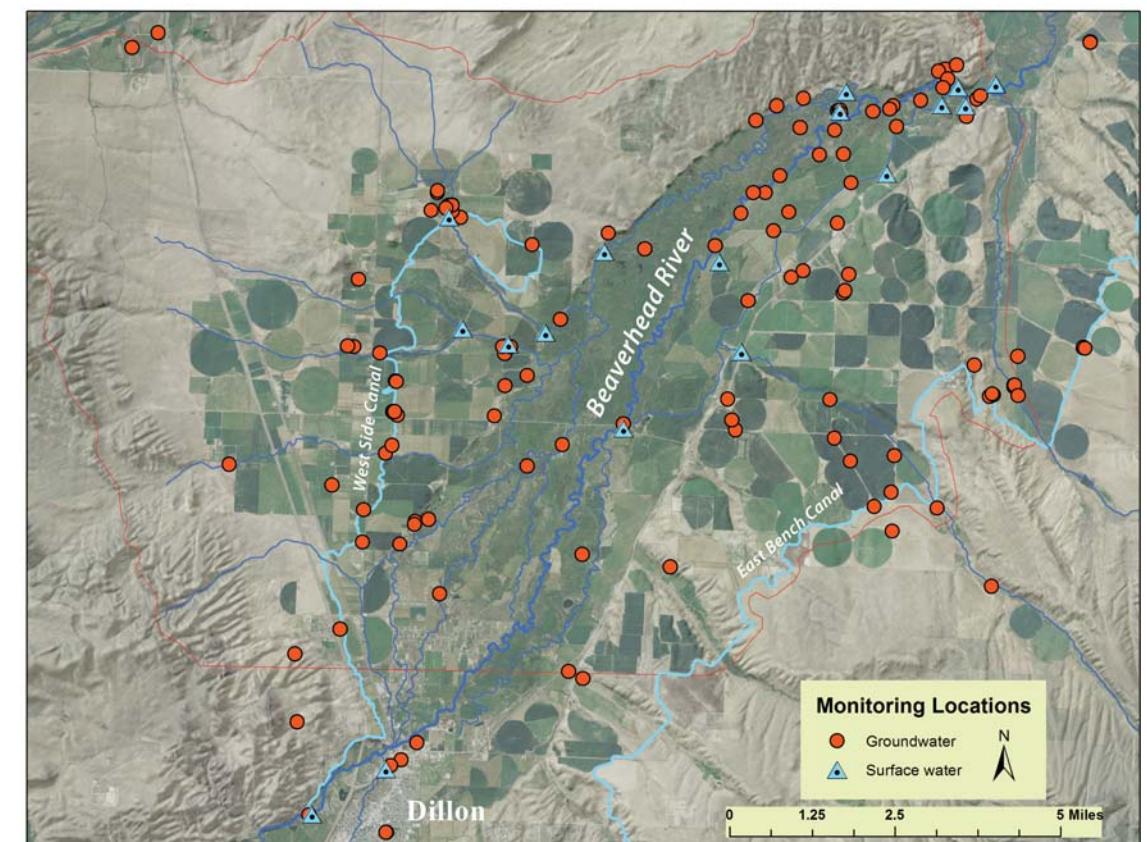 Beaverhead River
West Side Canal
East Bench Canal
Dillon
Monitoring Locations
Groundwater
Surface water
N
0 1.25 2.5 5 Miles